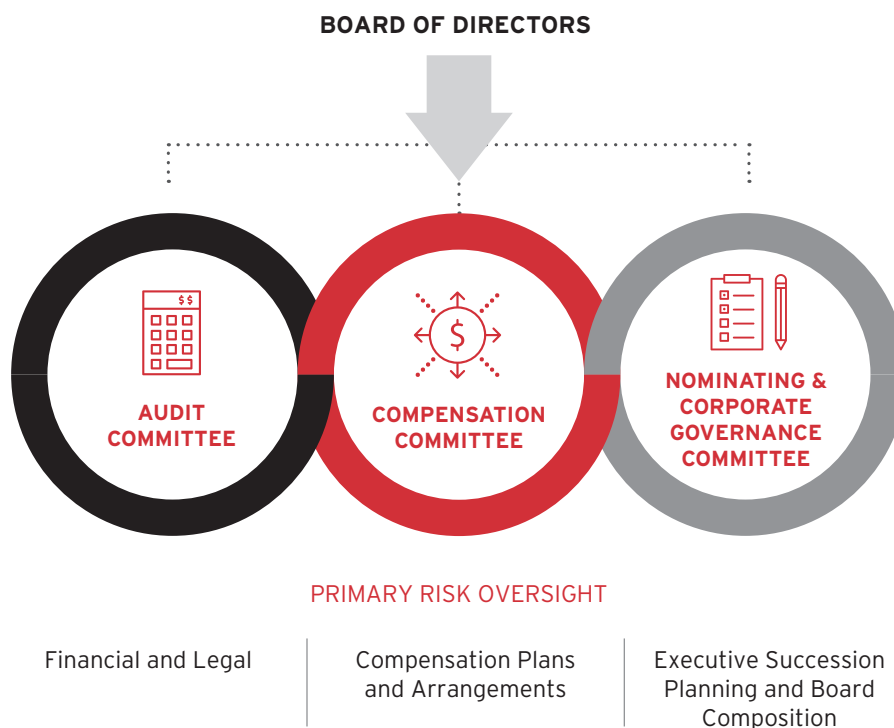 BOARD OF DIRECTORS
$$
AUDIT
COMMITTEE
$
COMPENSATION
COMMITTEE
NOMINATING &
CORPORATE
GOVERNANCE
COMMITTEE
PRIMARY RISK OVERSIGHT
Financial and Legal
Compensation Plans
and Arrangements
Executive Succession
Planning and Board
Composition